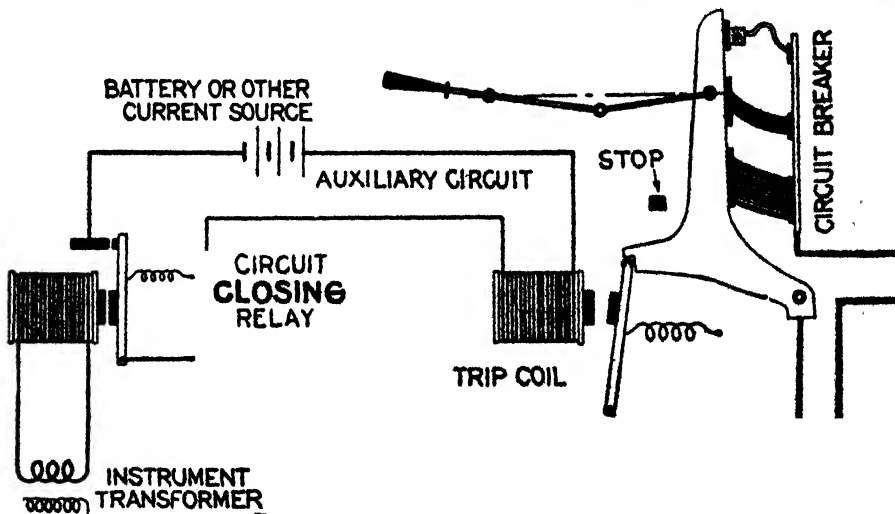 BATTERY OR OTHER
CURRENT SOURCE
AUXILIARY CIRCUIT
STOP
CIRCUIT BREAKER
CIRCUIT
CLOSING
RELAY
TRIP COIL
INSTRUMENT
TRANSFORMER